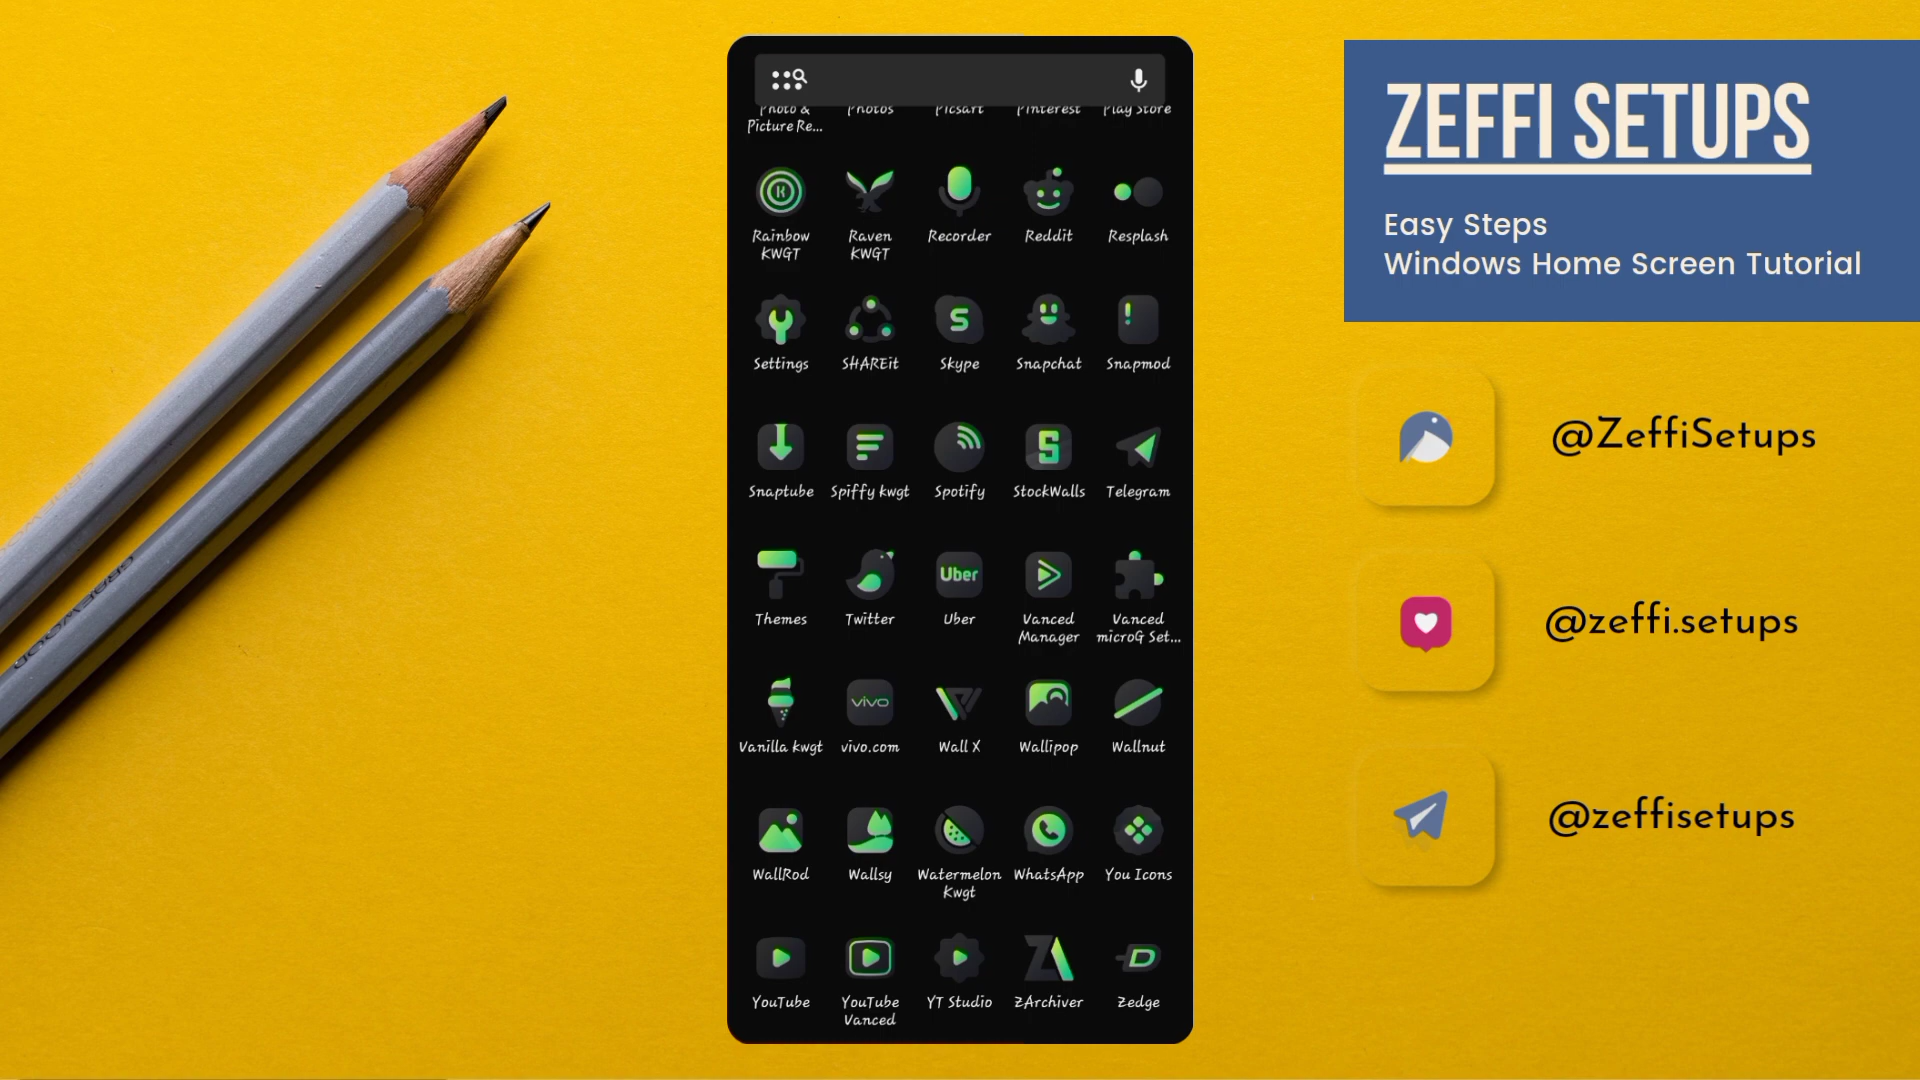 Photo &
Picture Re...
Photos
Picsart
Pinterest
Play Store
Rainbow
KWGT
Raven
KWGT
Recorder
Reddit
Resplash
Settings
SHAREit
Skype
Snapchat
Snapmod
Snaptube
Spiffy kwgt
Spotify
StockWalls
Telegram
Themes
Twitter
Uber
Uber
Vanced
Manager
Vanced
microG Set...
Vanilla kwgt
vivo
vivo.com
Wall X
Wallipop
Wallnut
WallRod
Wallsy
Watermelon
Kwgt
WhatsApp
You Icons
YouTube
YouTube
Vanced
YT Studio
ZArchiver
Zedge
ZEFFI SETUPS
Easy Steps
Windows Home Screen Tutorial
@ZeffiSetups
@zeffi.setups
@zeffisetups